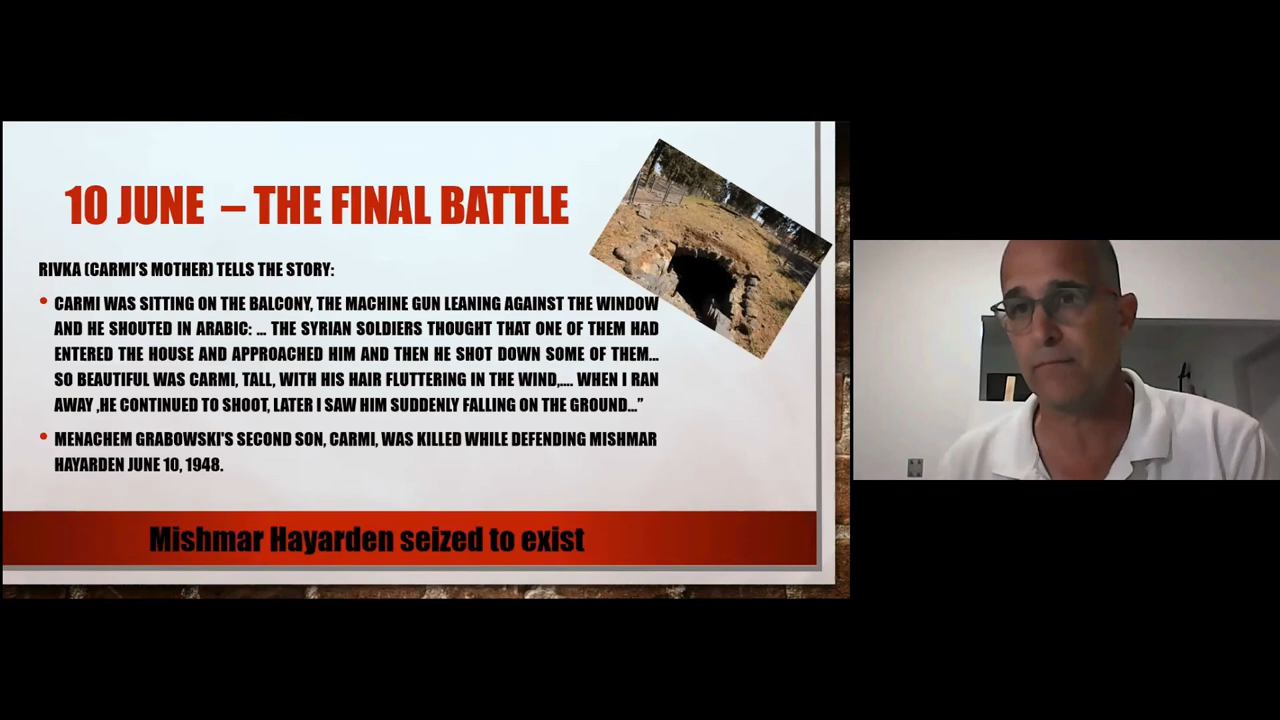 10 JUNE – THE FINAL BATTLE
RIVKA (CARMI'S MOTHER) TELLS THE STORY:
• CARMI WAS SITTING ON THE BALCONY, THE MACHINE GUN LEANING AGAINST THE WINDOW
AND HE SHOUTED IN ARABIC: ... THE SYRIAN SOLDIERS THOUGHT THAT ONE OF THEM HAD
ENTERED THE HOUSE AND APPROACHED HIM AND THEN HE SHOT DOWN SOME OF THEM...
SO BEAUTIFUL WAS CARMI, TALL, WITH HIS HAIR FLUTTERING IN THE WIND,.... WHEN I RAN
AWAY ,HE CONTINUED TO SHOOT, LATER I SAW HIM SUDDENLY FALLING ON THE GROUND..."
• MENACHEM GRABOWSKI'S SECOND SON, CARMI, WAS KILLED WHILE DEFENDING MISHMAR
HAYARDEN JUNE 10, 1948.
Mishmar Hayarden seized to exist